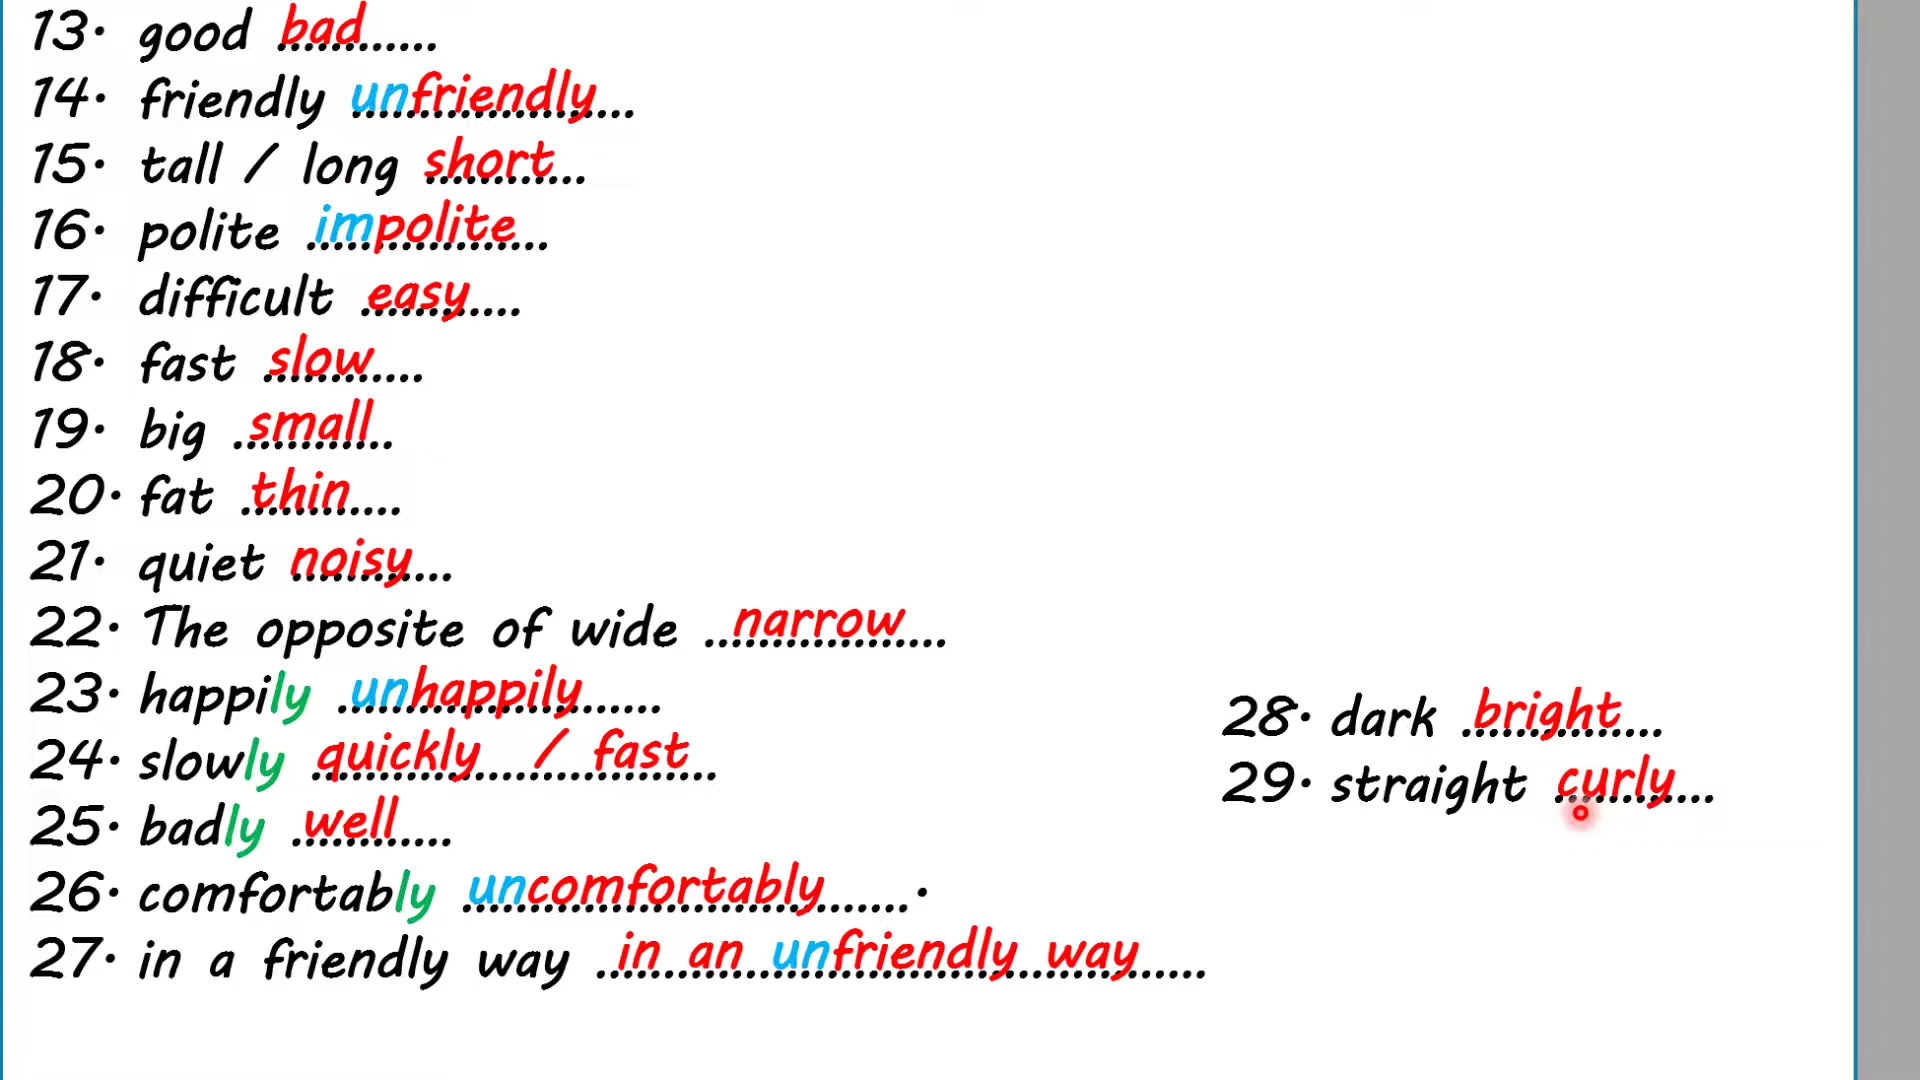 13. good bad............
14. friendly unfriendly...
15. tall / long short...
16. polite impolite...
17. difficult easy....
18. fast slow....
19. big .small..
20. fat .thin....
21. quiet noisy...
22. The opposite of wide ..narrow...
23. happily .unhappily......
24. slowly quickly / fast..
25. badly .well....
26. comfortably uncomfortably........
27. in a friendly way ..in an unfriendly way.....
28. dark .bright...
29. straight curly...